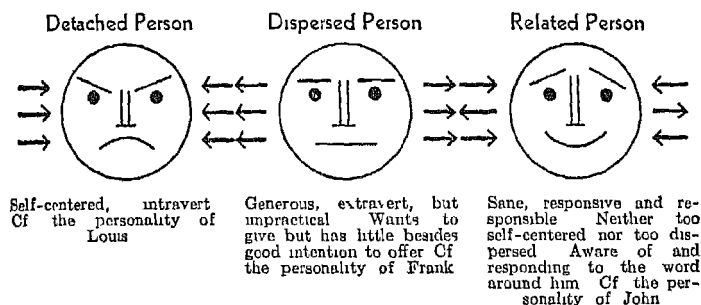 Detached Person
Dispersed Person
Related Person
Self-centered, intravert
Cf the personality of
Louis
Generous, extravert, but
impractical Wants to
give but has little besides
good intention to offer Cf
the personality of Frank
Sane, responsive and re-
sponsible Neither too
self-centered nor too dis-
persed Aware of and
responding to the word
around him Cf the per-
sonality of John